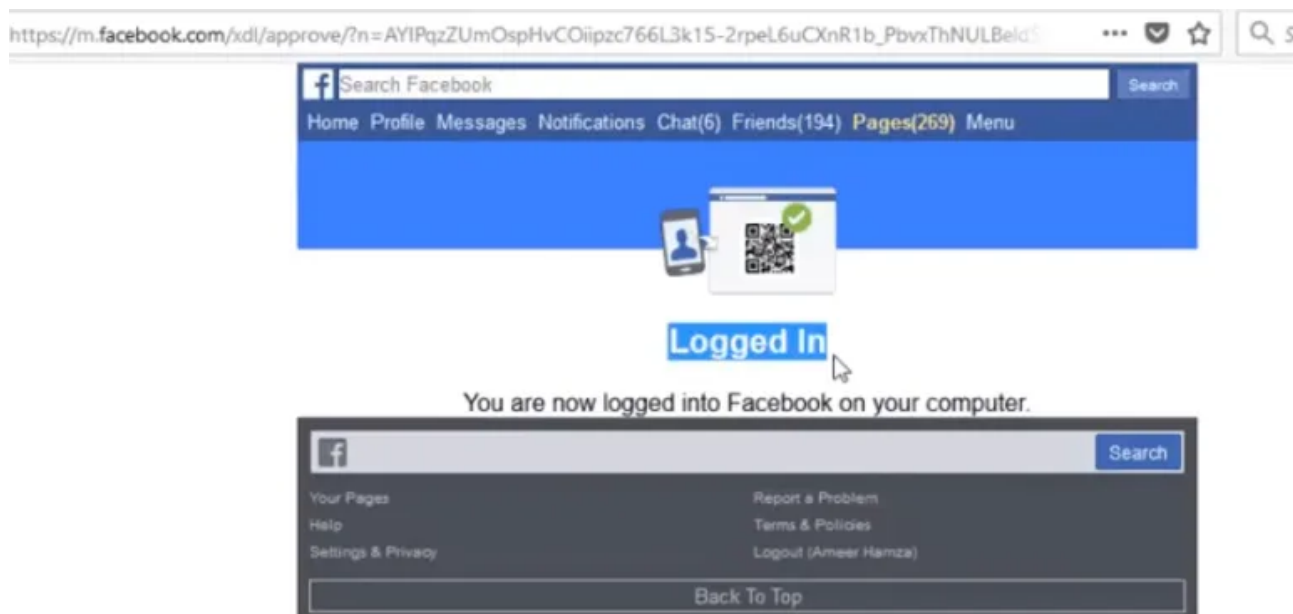 https://m.facebook.com/xdl/approve/?n=AYIPqzZUmOspHvCOiipzc766L3k15-2rpeL6uCXnR1b_PbvxThNULBeld
Search Facebook
Search
Home Profile Messages Notifications Chat(6) Friends(194) Pages(269) Menu
Logged In
You are now logged into Facebook on your computer.
Search
Your Pages
Report a Problem
Help
Terms & Policies
Settings & Privacy
Logout (Ameer Hamza)
Back To Top